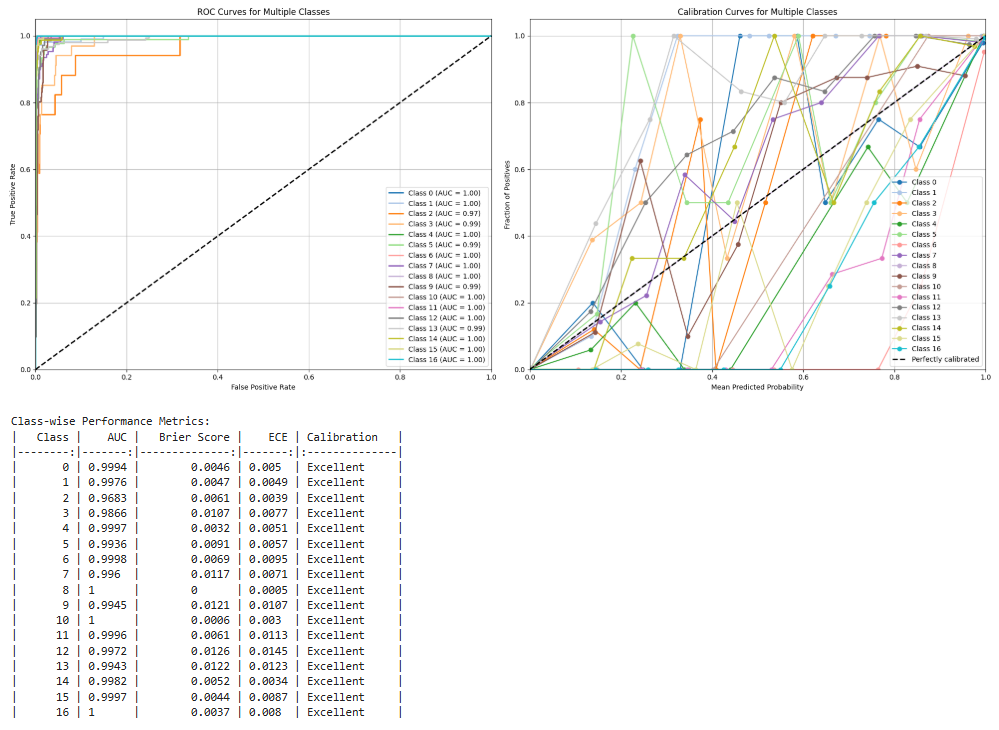 ROC Curves for Multiple Classes
1.0
0.8
0.6
0.4
0.2
0.0
True Positive Rate
0.0 0.2 0.4 0.6 0.8 1.0
False Positive Rate
Class 0 (AUC = 1.00)
Class 1 (AUC = 1.00)
Class 2 (AUC = 0.97)
Class 3 (AUC = 0.99)
Class 4 (AUC = 1.00)
Class 5 (AUC = 0.99)
Class 6 (AUC = 1.00)
Class 7 (AUC = 1.00)
Class 8 (AUC = 1.00)
Class 9 (AUC = 0.99)
Class 10 (AUC = 1.00)
Class 11 (AUC = 1.00)
Class 12 (AUC = 1.00)
Class 13 (AUC = 0.99)
Class 14 (AUC = 1.00)
Class 15 (AUC = 1.00)
Class 16 (AUC = 1.00)
Calibration Curves for Multiple Classes
1.0
0.8
0.6
0.4
0.2
0.0
Fraction of Positives
0.0 0.2 0.4 0.6 0.8 1.0
Mean Predicted Probability
Class 0
Class 1
Class 2
Class 3
Class 4
Class 5
Class 6
Class 7
Class 8
Class 9
Class 10
Class 11
Class 12
Class 13
Class 14
Class 15
Class 16
Perfectly calibrated
Class-wise Performance Metrics:
| Class | AUC | Brier Score | ECE | Calibration |
|--------:|-------:|--------------:|-------:|:--------------|
| 0 | 0.9994 | 0.0046 | 0.005 | Excellent |
| 1 | 0.9976 | 0.0047 | 0.0049 | Excellent |
| 2 | 0.9683 | 0.0061 | 0.0039 | Excellent |
| 3 | 0.9866 | 0.0107 | 0.0077 | Excellent |
| 4 | 0.9997 | 0.0032 | 0.0051 | Excellent |
| 5 | 0.9936 | 0.0091 | 0.0057 | Excellent |
| 6 | 0.9998 | 0.0069 | 0.0095 | Excellent |
| 7 | 0.996 | 0.0117 | 0.0071 | Excellent |
| 8 | 1 | 0 | 0.0005 | Excellent |
| 9 | 0.9945 | 0.0121 | 0.0107 | Excellent |
| 10 | 1 | 0.0006 | 0.003 | Excellent |
| 11 | 0.9996 | 0.0061 | 0.0113 | Excellent |
| 12 | 0.9972 | 0.0126 | 0.0145 | Excellent |
| 13 | 0.9943 | 0.0122 | 0.0123 | Excellent |
| 14 | 0.9982 | 0.0052 | 0.0034 | Excellent |
| 15 | 0.9997 | 0.0044 | 0.0087 | Excellent |
| 16 | 1 | 0.0037 | 0.008 | Excellent |